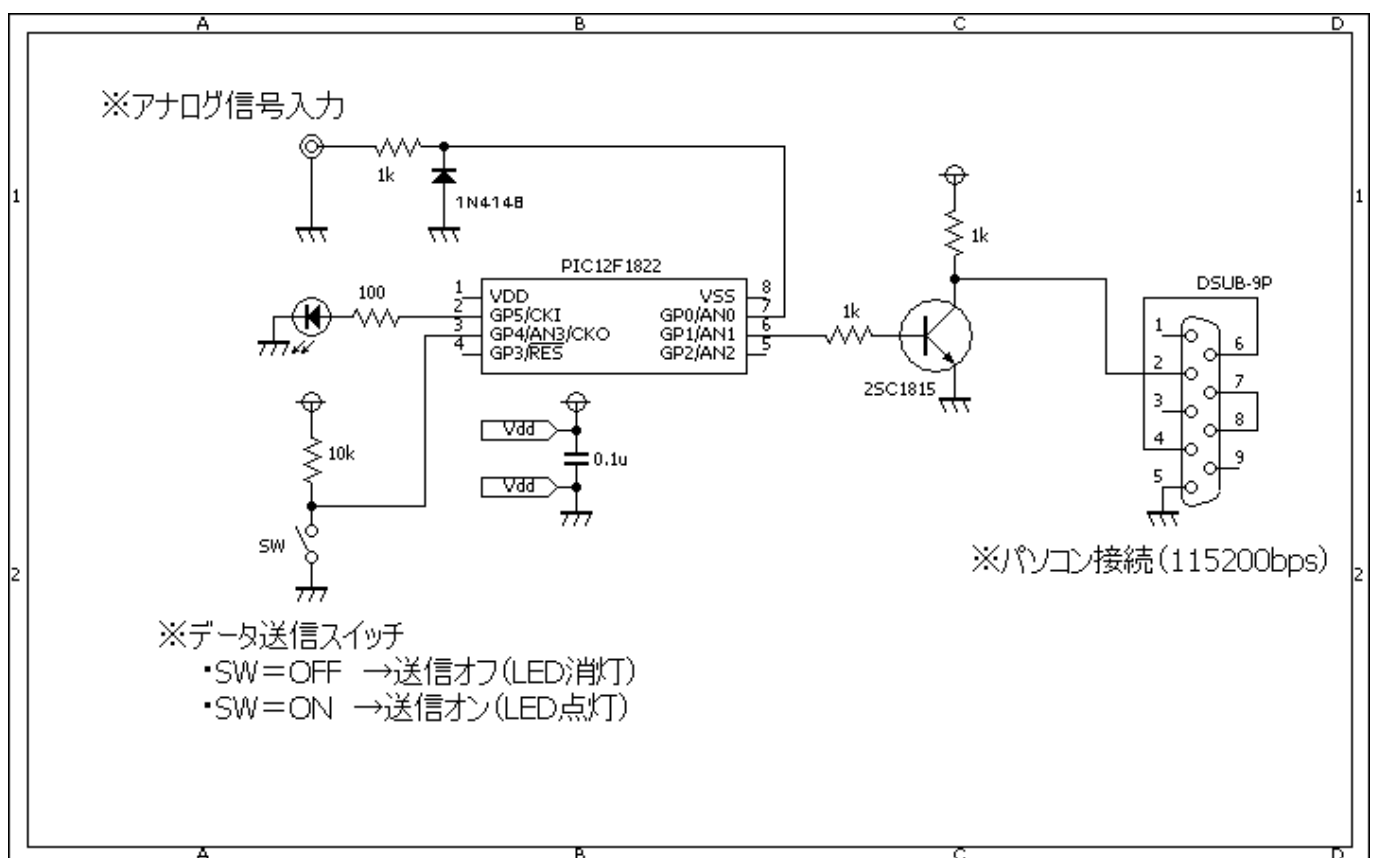 A B C D
※アナログ信号入力
1k
1N4148
1 1
1k
PIC12F1822
DSUB-9P
1 VDD VSS 8
2 GP5/CKI GP0/AN0 7
3 GP4/AN3/CKO GP1/AN1 6
4 GP3/RES GP2/AN2 5
100
1k
2SC1815
1
6
2
7
3
8
4
9
5
10k
Vdd
0.1u
Vdd
SW
※パソコン接続(115200bps)
2 2
※データ送信スイッチ
・SW=OFF →送信オフ(LED消灯)
・SW=ON →送信オン(LED点灯)
A B C D